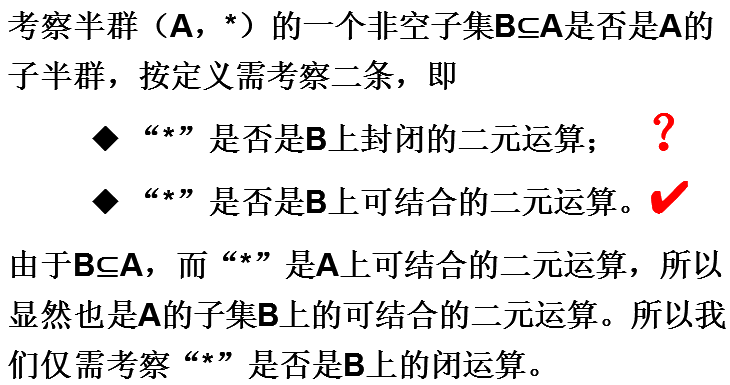 考察半群（A，*）的一个非空子集B⊆A是否是A的
子半群，按定义需考察二条，即
◆ “*”是否是B上封闭的二元运算； ？
◆ “*”是否是B上可结合的二元运算。✔
由于B⊆A，而“*”是A上可结合的二元运算，所以
显然也是A的子集B上的可结合的二元运算。所以我
们仅需考察“*”是否是B上的闭运算。